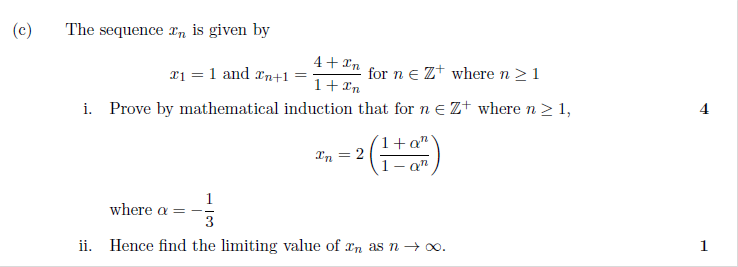 (c) The sequence xₙ is given by
x₁ = 1 and xₙ₊₁ = (4 + xₙ)/(1 + xₙ) for n ∈ ℤ⁺ where n ≥ 1
i. Prove by mathematical induction that for n ∈ ℤ⁺ where n ≥ 1, 4
xₙ = 2((1 + αⁿ)/(1 − αⁿ))
where α = −1/3
ii. Hence find the limiting value of xₙ as n → ∞. 1